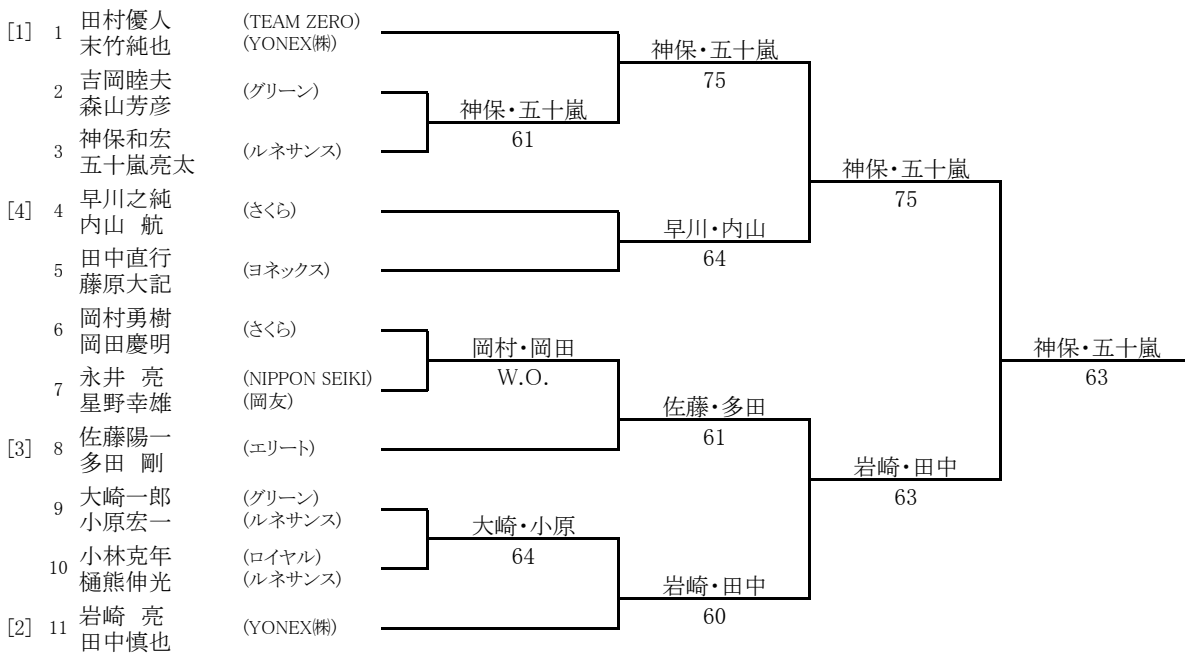 [1] 1 田村優人 (TEAM ZERO)
末竹純也 (YONEX㈱)
神保・五十嵐
75
2 吉岡睦夫 (グリーン)
森山芳彦
神保・五十嵐
61
3 神保和宏 (ルネサンス)
五十嵐亮太
神保・五十嵐
75
[4] 4 早川之純 (さくら)
内山 航
早川・内山
64
5 田中直行 (ヨネックス)
藤原大記
6 岡村勇樹 (さくら)
岡田慶明
岡村・岡田
W.O.
神保・五十嵐
63
7 永井 亮 (NIPPON SEIKI)
星野幸雄 (岡友)
佐藤・多田
61
[3] 8 佐藤陽一 (エリート)
多田 剛
岩崎・田中
63
9 大崎一郎 (グリーン)
小原宏一 (ルネサンス)
大崎・小原
64
10 小林克年 (ロイヤル)
樋熊伸光 (ルネサンス)
岩崎・田中
60
[2] 11 岩崎 亮 (YONEX㈱)
田中慎也